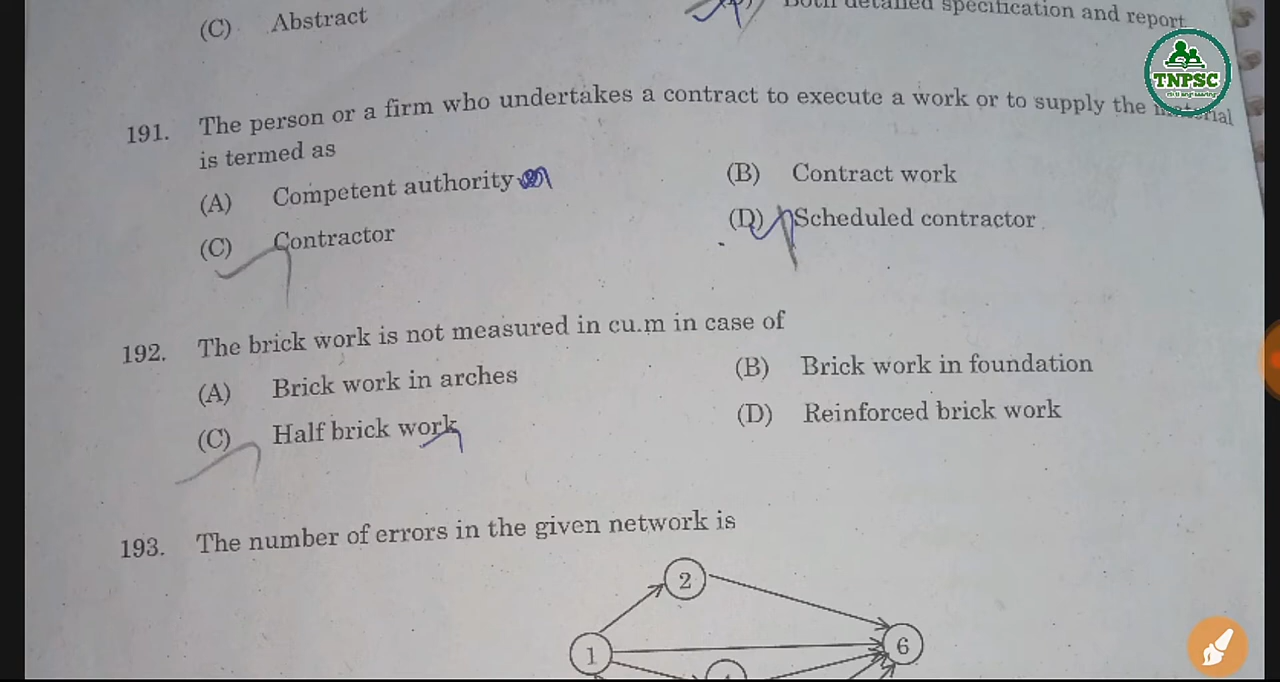 (C) Abstract
Both detailed specification and report
TNPSC
191. The person or a firm who undertakes a contract to execute a work or to supply the material
is termed as
(A) Competent authority
(B) Contract work
(C) Contractor
(D) Scheduled contractor
192. The brick work is not measured in cu.m in case of
(A) Brick work in arches
(B) Brick work in foundation
(C) Half brick work
(D) Reinforced brick work
193. The number of errors in the given network is
2
1
6